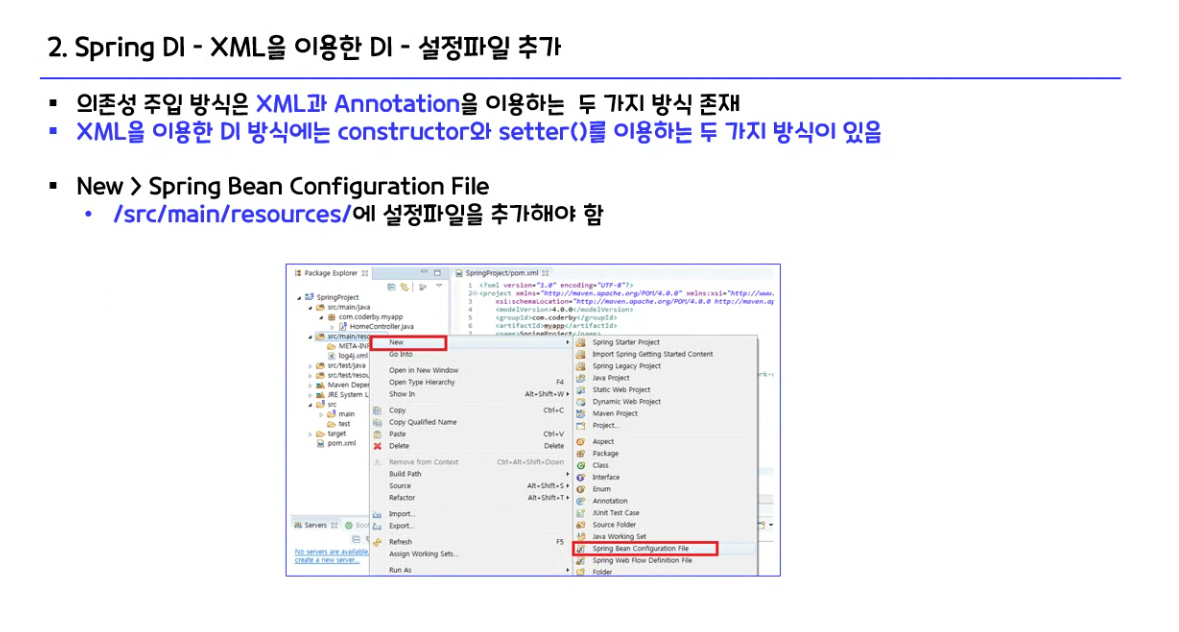 2. Spring DI - XML을 이용한 DI - 설정파일 추가
▪ 의존성 주입 방식은 XML과 Annotation을 이용하는 두 가지 방식 존재
▪ XML을 이용한 DI 방식에는 constructor와 setter()를 이용하는 두 가지 방식이 있음
▪ New > Spring Bean Configuration File
• /src/main/resources/에 설정파일을 추가해야 함
Package Explorer
SpringProject
src/main/java
com.coderby.myapp
HomeController.java
src/main/reso
META-INF
log4j.xml
src/test/java
src/test/resou
Maven Deper
JRE System L
src
main
test
target
pom.xml
Servers
Boo
No servers are available.
create a new server...
SpringProject/pom.xml
1 <?xml version="1.0" encoding="UTF-8"?>
2 <project xmlns="http://maven.apache.org/POM/4.0.0" xmlns:xsi="http://www.
3 xsi:schemaLocation="http://maven.apache.org/POM/4.0.0 http://maven.ap
4 <modelVersion>4.0.0</modelVersion>
5 <groupId>com.coderby</groupId>
6 <artifactId>myapp</artifactId>
7 <name>SpringProject</name>
New
Go Into
Open in New Window
Open Type Hierarchy F4
Show In Alt+Shift+W
Copy Ctrl+C
Copy Qualified Name
Paste Ctrl+V
Delete Delete
Remove from Context Ctrl+Alt+Shift+Down
Build Path
Source Alt+Shift+S
Refactor Alt+Shift+T
Import...
Export...
Refresh F5
Assign Working Sets...
Run As
Spring Starter Project
Import Spring Getting Started Content
Spring Legacy Project
Java Project
Static Web Project
Dynamic Web Project
Maven Project
Project...
Aspect
Package
Class
Interface
Enum
Annotation
JUnit Test Case
Source Folder
Java Working Set
Spring Bean Configuration File
Spring Web Flow Definition File
Folder